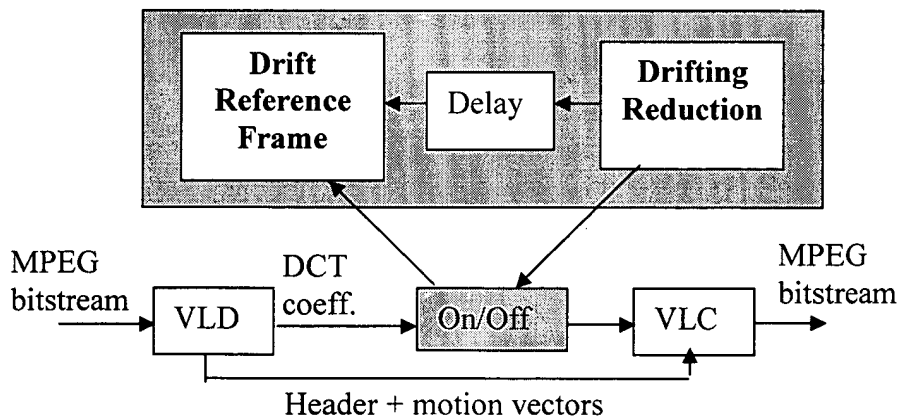 Drift
Reference
Frame
Delay
Drifting
Reduction
MPEG
bitstream
VLD
DCT
coeff.
On/Off
VLC
MPEG
bitstream
Header + motion vectors